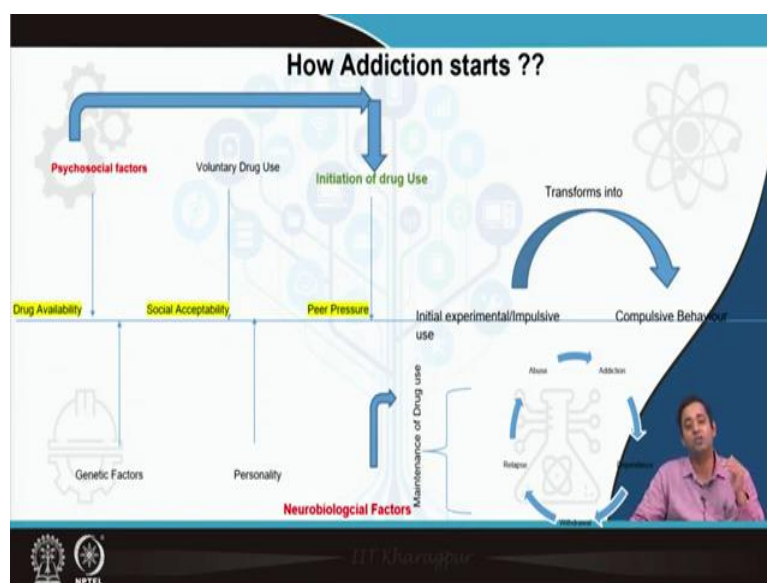 How Addiction starts ??
Psychosocial factors
Voluntary Drug Use
Initiation of drug Use
Transforms into
Drug Availability
Social Acceptability
Peer Pressure
Initial experimental/Impulsive
use
Compulsive Behaviour
Maintenance of Drug use
Abuse
Addiction
Relapse
Dependence
Withdrawal
Genetic Factors
Personality
Neurobiologcial Factors
IIT Kharagpur
NPTEL